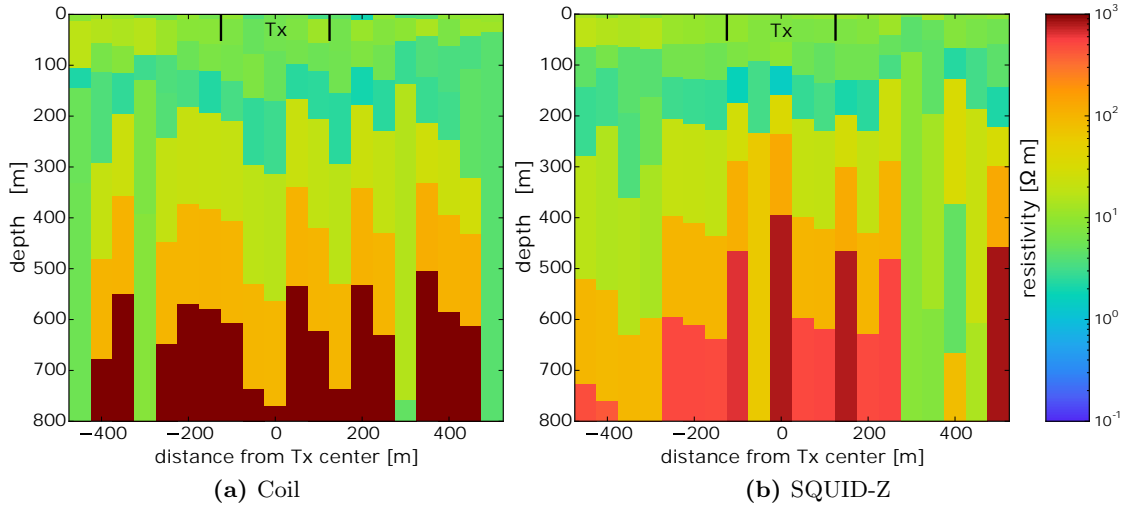 0
100
200
300
400
500
600
700
800
depth [m]
Tx
−400 −200 0 200 400
distance from Tx center [m]
(a) Coil
0
100
200
300
400
500
600
700
800
depth [m]
Tx
−400 −200 0 200 400
distance from Tx center [m]
(b) SQUID-Z
10³
10²
10¹
10⁰
10⁻¹
resistivity [Ω m]